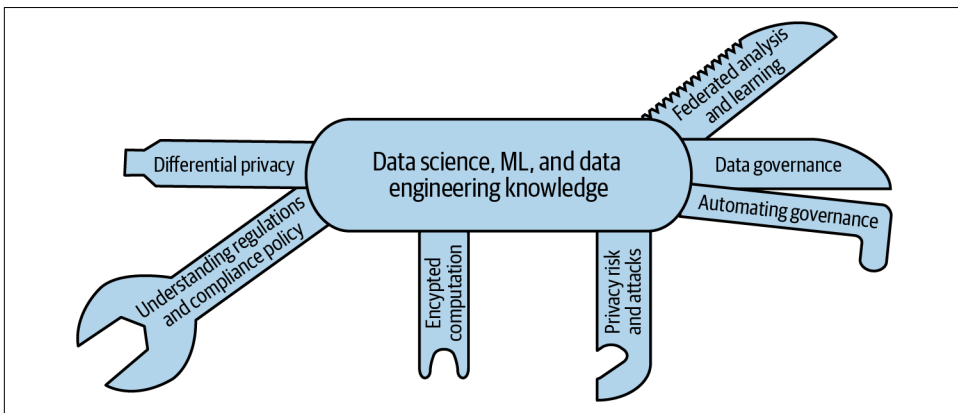 Federated analysis
and learning
Differential privacy
Data science, ML, and data
engineering knowledge
Data governance
Automating governance
Understanding regulations
and compliance policy
Encypted
computation
Privacy risk
and attacks